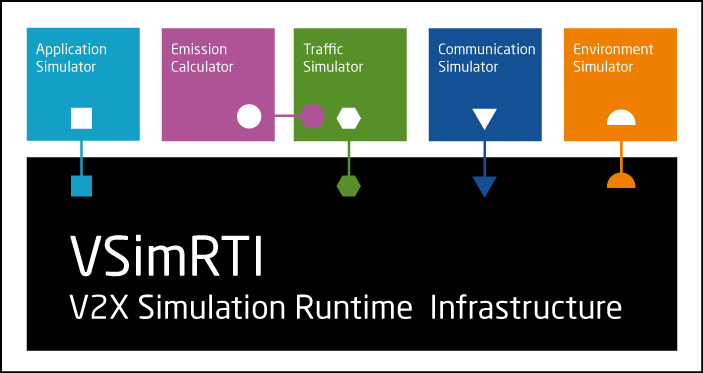 Application
Simulator
Emission
Calculator
Traffic
Simulator
Communication
Simulator
Environment
Simulator
VSimRTI
V2X Simulation Runtime Infrastructure